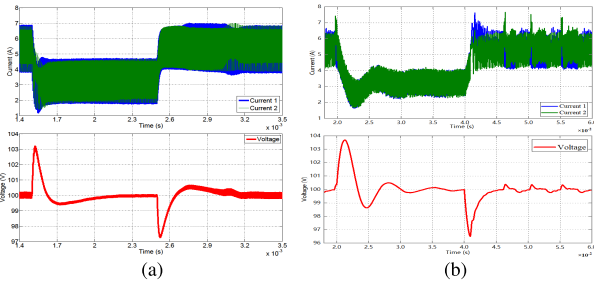 8
7
6
5
4
3
2
1
Current (A)
Current 1
Current 2
1.4 1.7 2 2.3 2.6 2.9 3.2 3.5
Time (s)
x 10⁻³
104
103
102
101
100
99
98
97
Voltage (V)
Voltage
1.4 1.7 2 2.3 2.6 2.9 3.2 3.5
Time (s)
x 10⁻³
(a)
8
7
6
5
4
3
2
1
Current (A)
Current 1
Current 2
2.0 2.5 3.0 3.5 4.0 4.5 5.0 5.5 6.0
Time (s)
104
102
100
98
96
Voltage (V)
Voltage
2.0 2.5 3.0 3.5 4.0 4.5 5.0 5.5 6.0
Time (s)
(b)